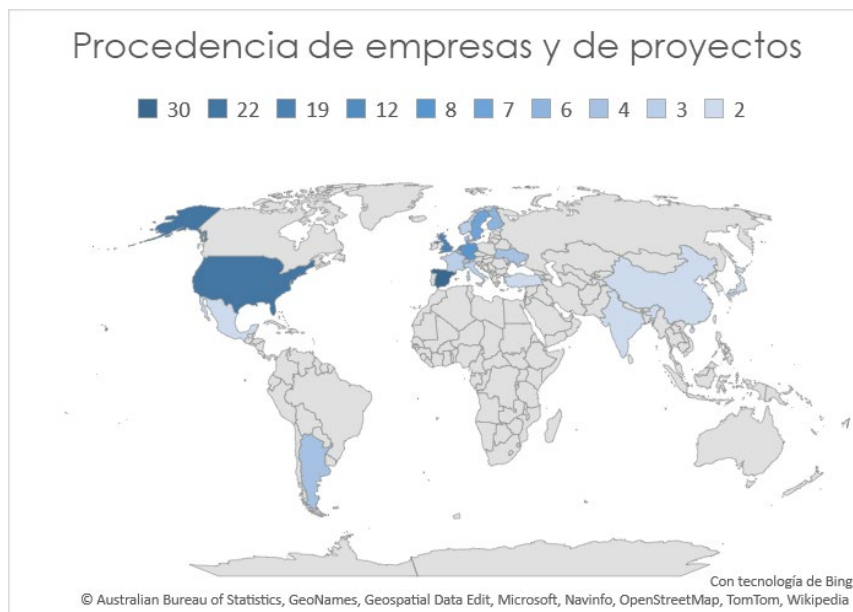 Procedencia de empresas y de proyectos
30 22 19 12 8 7 6 4 3 2
Con tecnología de Bing
© Australian Bureau of Statistics, GeoNames, Geospatial Data Edit, Microsoft, Navinfo, OpenStreetMap, TomTom, Wikipedia